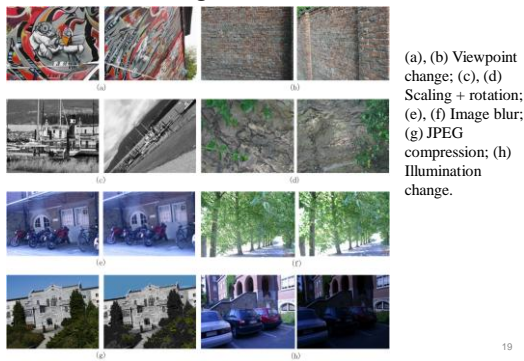 (a)
(b)
(c)
(d)
(e)
(f)
(g)
(h)
(a), (b) Viewpoint
change; (c), (d)
Scaling + rotation;
(e), (f) Image blur;
(g) JPEG
compression; (h)
Illumination
change.
19